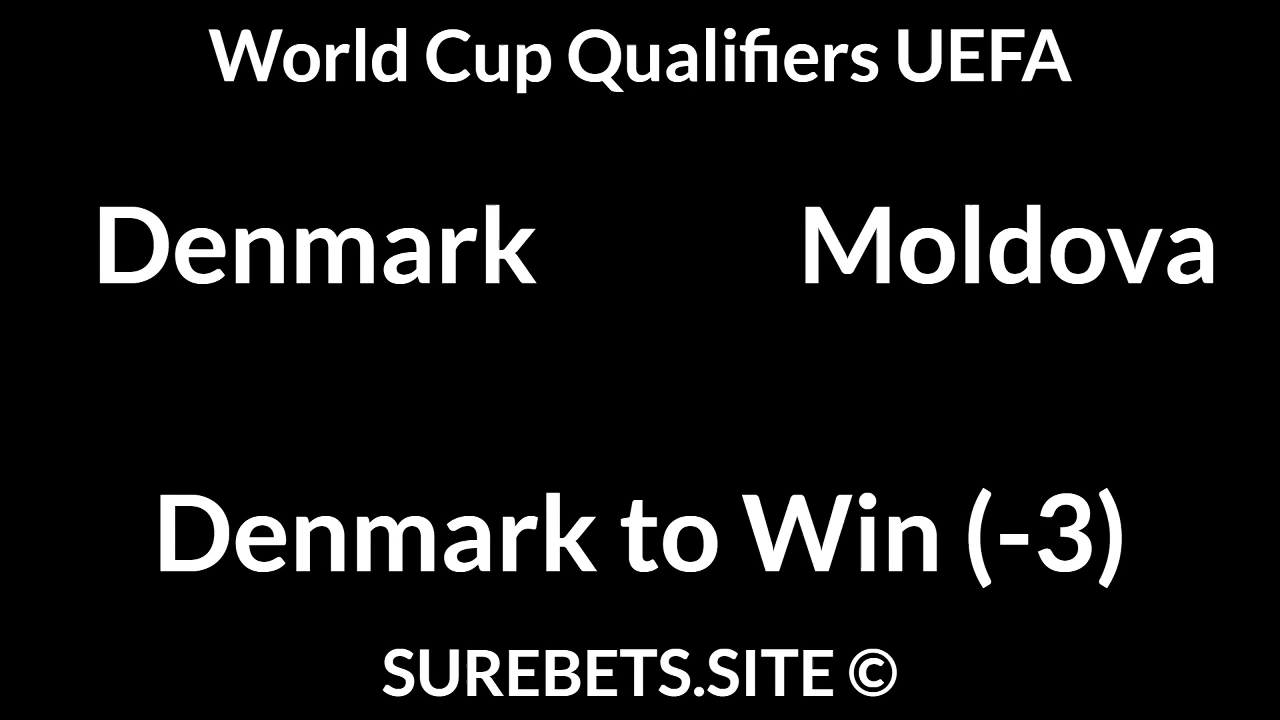 World Cup Qualifiers UEFA
Denmark Moldova
Denmark to Win (-3)
SUREBETS.SITE ©